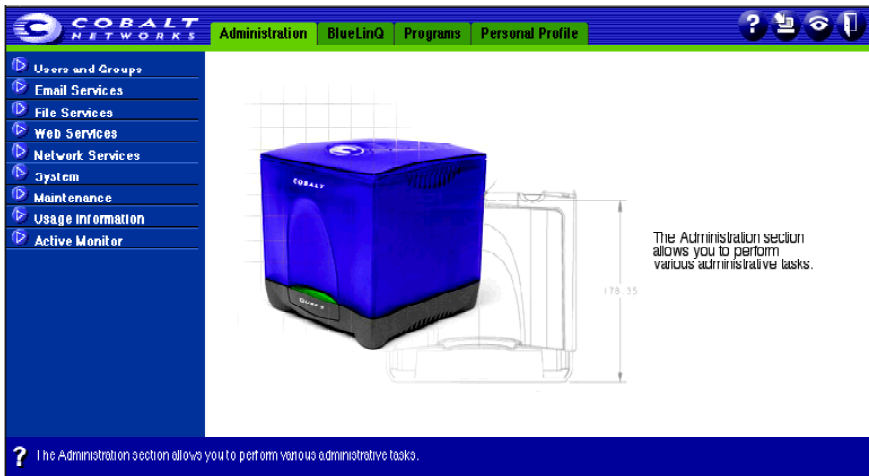 COBALT
NETWORKS
Administration
BlueLinQ
Programs
Personal Profile
?
Users and Groups
Email Services
File Services
Web Services
Network Services
System
Maintenance
Usage Information
Active Monitor
COBALT
Qube 3
178.35
The Administration section
allows you to perform
various administrative tasks.
? The Administration section allows you to perform various administrative tasks.